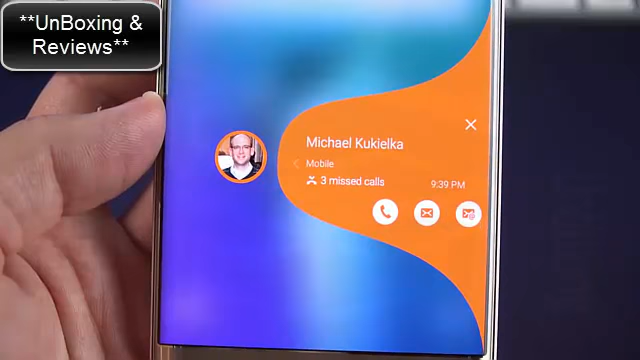 **UnBoxing &
Reviews**
Michael Kukielka
Mobile
3 missed calls
9:39 PM